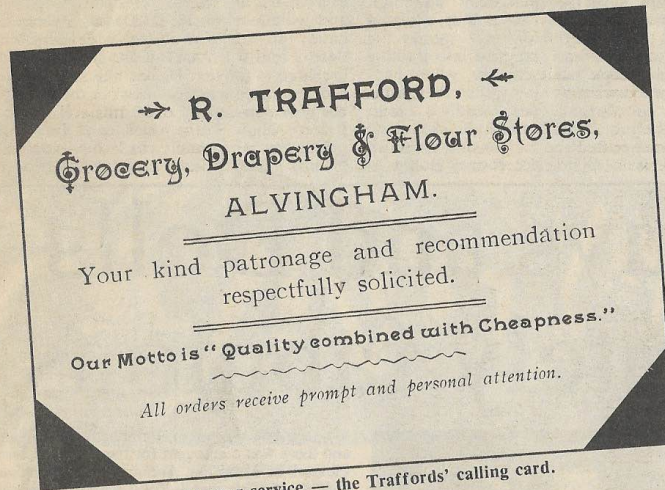 R. TRAFFORD,
Grocery, Drapery & Flour Stores,
ALVINGHAM.
Your kind patronage and recommendation
respectfully solicited.
Our Motto is “Quality combined with Cheapness.”
All orders receive prompt and personal attention.
service — the Traffords' calling card.